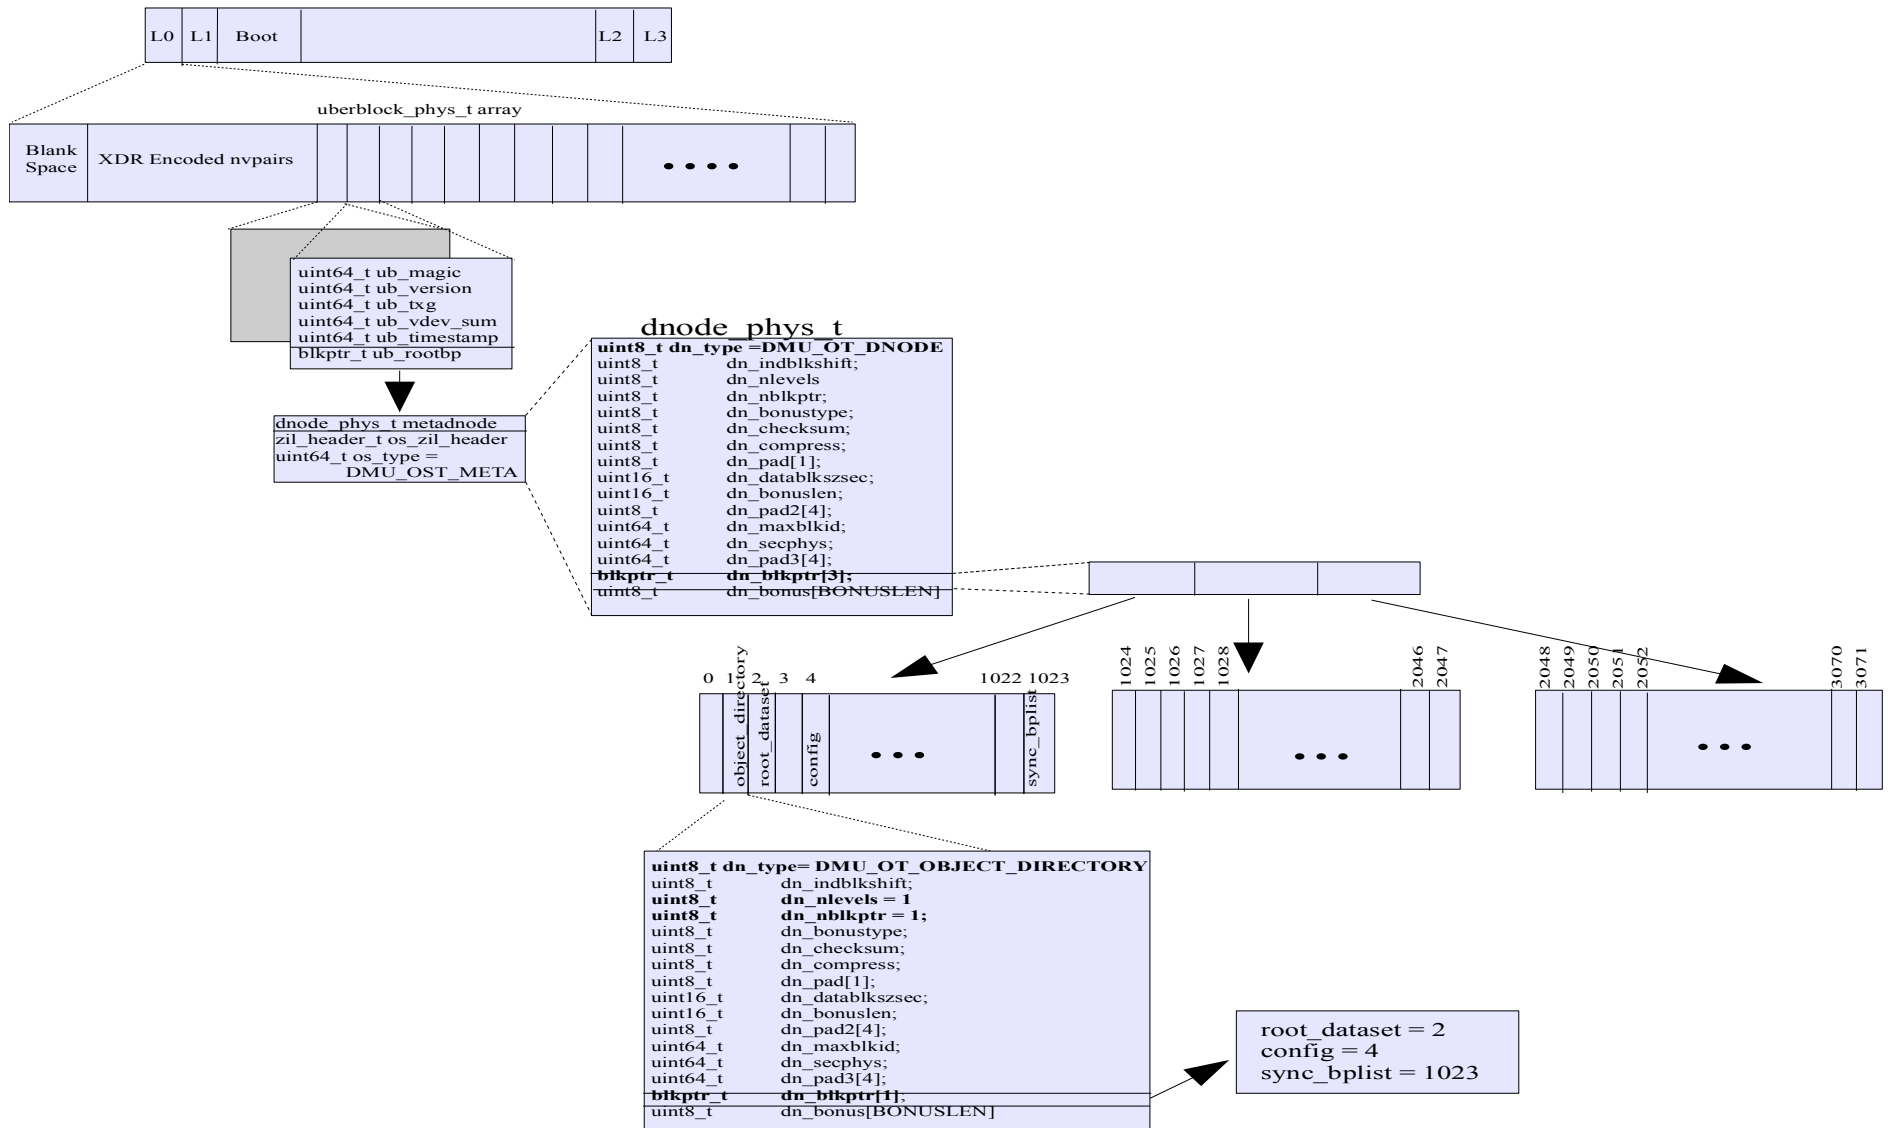 L0 L1 Boot L2 L3
uberblock_phys_t array
Blank
Space
XDR Encoded nvpairs
uint64_t ub_magic
uint64_t ub_version
uint64_t ub_txg
uint64_t ub_vdev_sum
uint64_t ub_timestamp
blkptr_t ub_rootbp
dnode_phys_t metadnode
zil_header_t os_zil_header
uint64_t os_type =
DMU_OST_META
dnode_phys_t
uint8_t dn_type =DMU_OT_DNODE
uint8_t dn_indblkshift;
uint8_t dn_nlevels
uint8_t dn_nblkptr;
uint8_t dn_bonustype;
uint8_t dn_checksum;
uint8_t dn_compress;
uint8_t dn_pad[1];
uint16_t dn_datablkszsec;
uint16_t dn_bonuslen;
uint8_t dn_pad2[4];
uint64_t dn_maxblkid;
uint64_t dn_secphys;
uint64_t dn_pad3[4];
blkptr_t dn_blkptr[3];
uint8_t dn_bonus[BONUSLEN]
0 1 2 3 4 1022 1023
object_directory
root_dataset
config
sync_bplist
1024
1025
1026
1027
1028
2046
2047
2048
2049
2050
2051
2052
3070
3071
uint8_t dn_type= DMU_OT_OBJECT_DIRECTORY
uint8_t dn_indblkshift;
uint8_t dn_nlevels = 1
uint8_t dn_nblkptr = 1;
uint8_t dn_bonustype;
uint8_t dn_checksum;
uint8_t dn_compress;
uint8_t dn_pad[1];
uint16_t dn_datablkszsec;
uint16_t dn_bonuslen;
uint8_t dn_pad2[4];
uint64_t dn_maxblkid;
uint64_t dn_secphys;
uint64_t dn_pad3[4];
blkptr_t dn_blkptr[1];
uint8_t dn_bonus[BONUSLEN]
root_dataset = 2
config = 4
sync_bplist = 1023